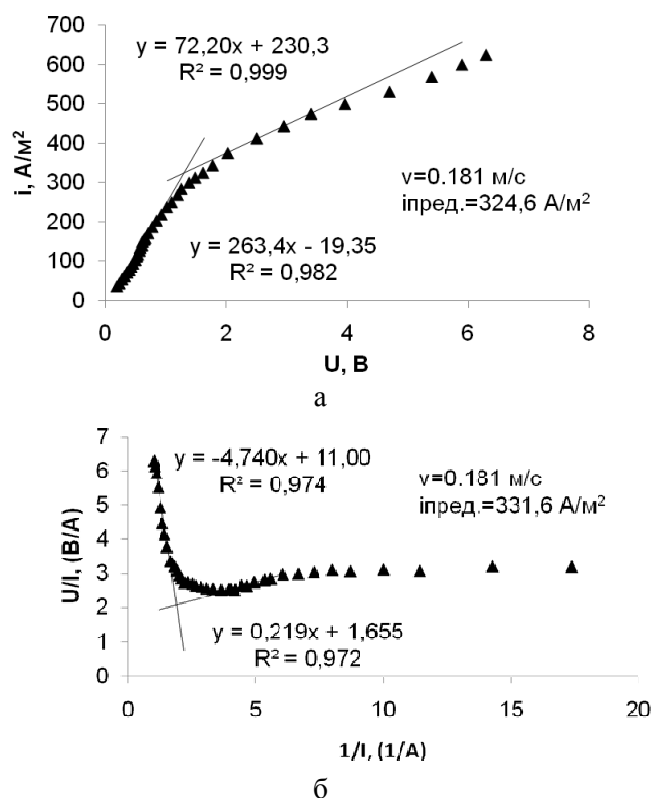 700
600
500
400
300
200
100
0
i, А/м²
y = 72,20x + 230,3
R² = 0,999
v=0.181 м/с
iпред.=324,6 А/м²
y = 263,4x - 19,35
R² = 0,982
0 2 4 6 8
U, В
а
7
6
5
4
3
2
1
0
U/I, (В/А)
y = -4,740x + 11,00
R² = 0,974
v=0.181 м/с
iпред.=331,6 А/м²
y = 0,219x + 1,655
R² = 0,972
0 5 10 15 20
1/I, (1/А)
б